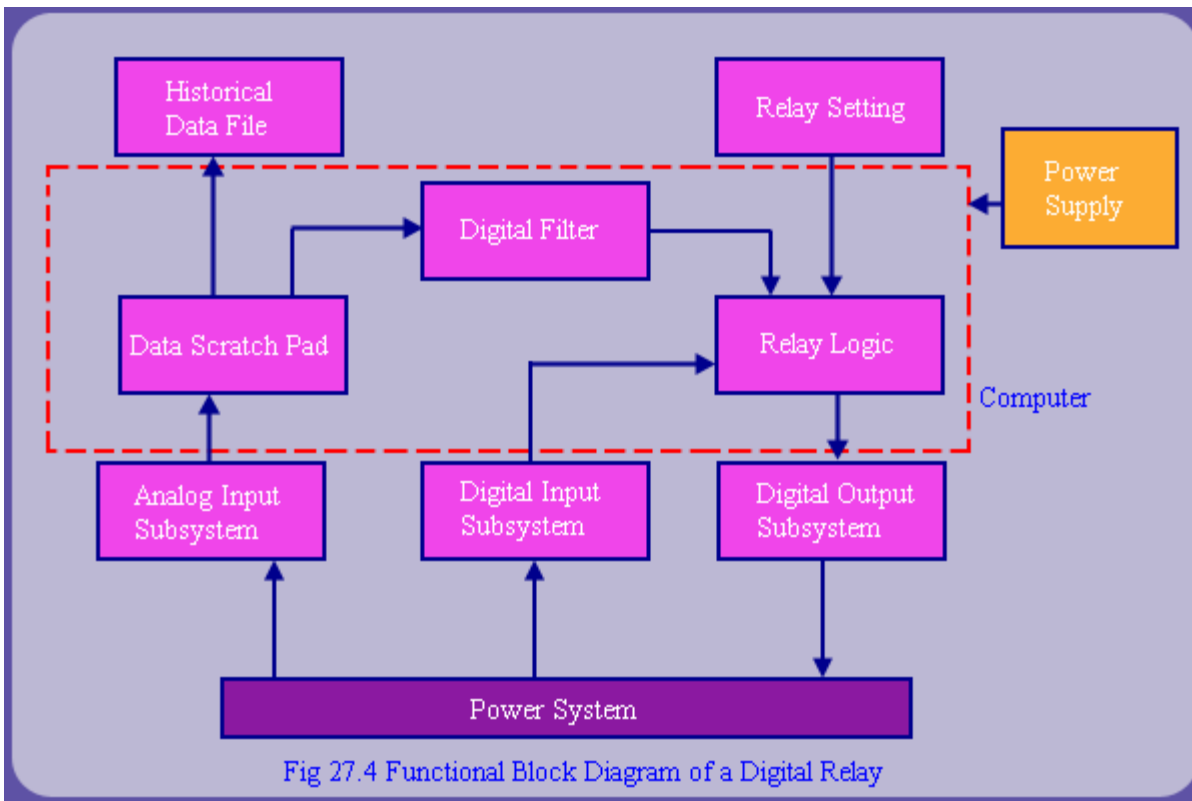 Historical
Data File
Relay Setting
Power
Supply
Digital Filter
Data Scratch Pad
Relay Logic
Computer
Analog Input
Subsystem
Digital Input
Subsystem
Digital Output
Subsystem
Power System
Fig 27.4 Functional Block Diagram of a Digital Relay